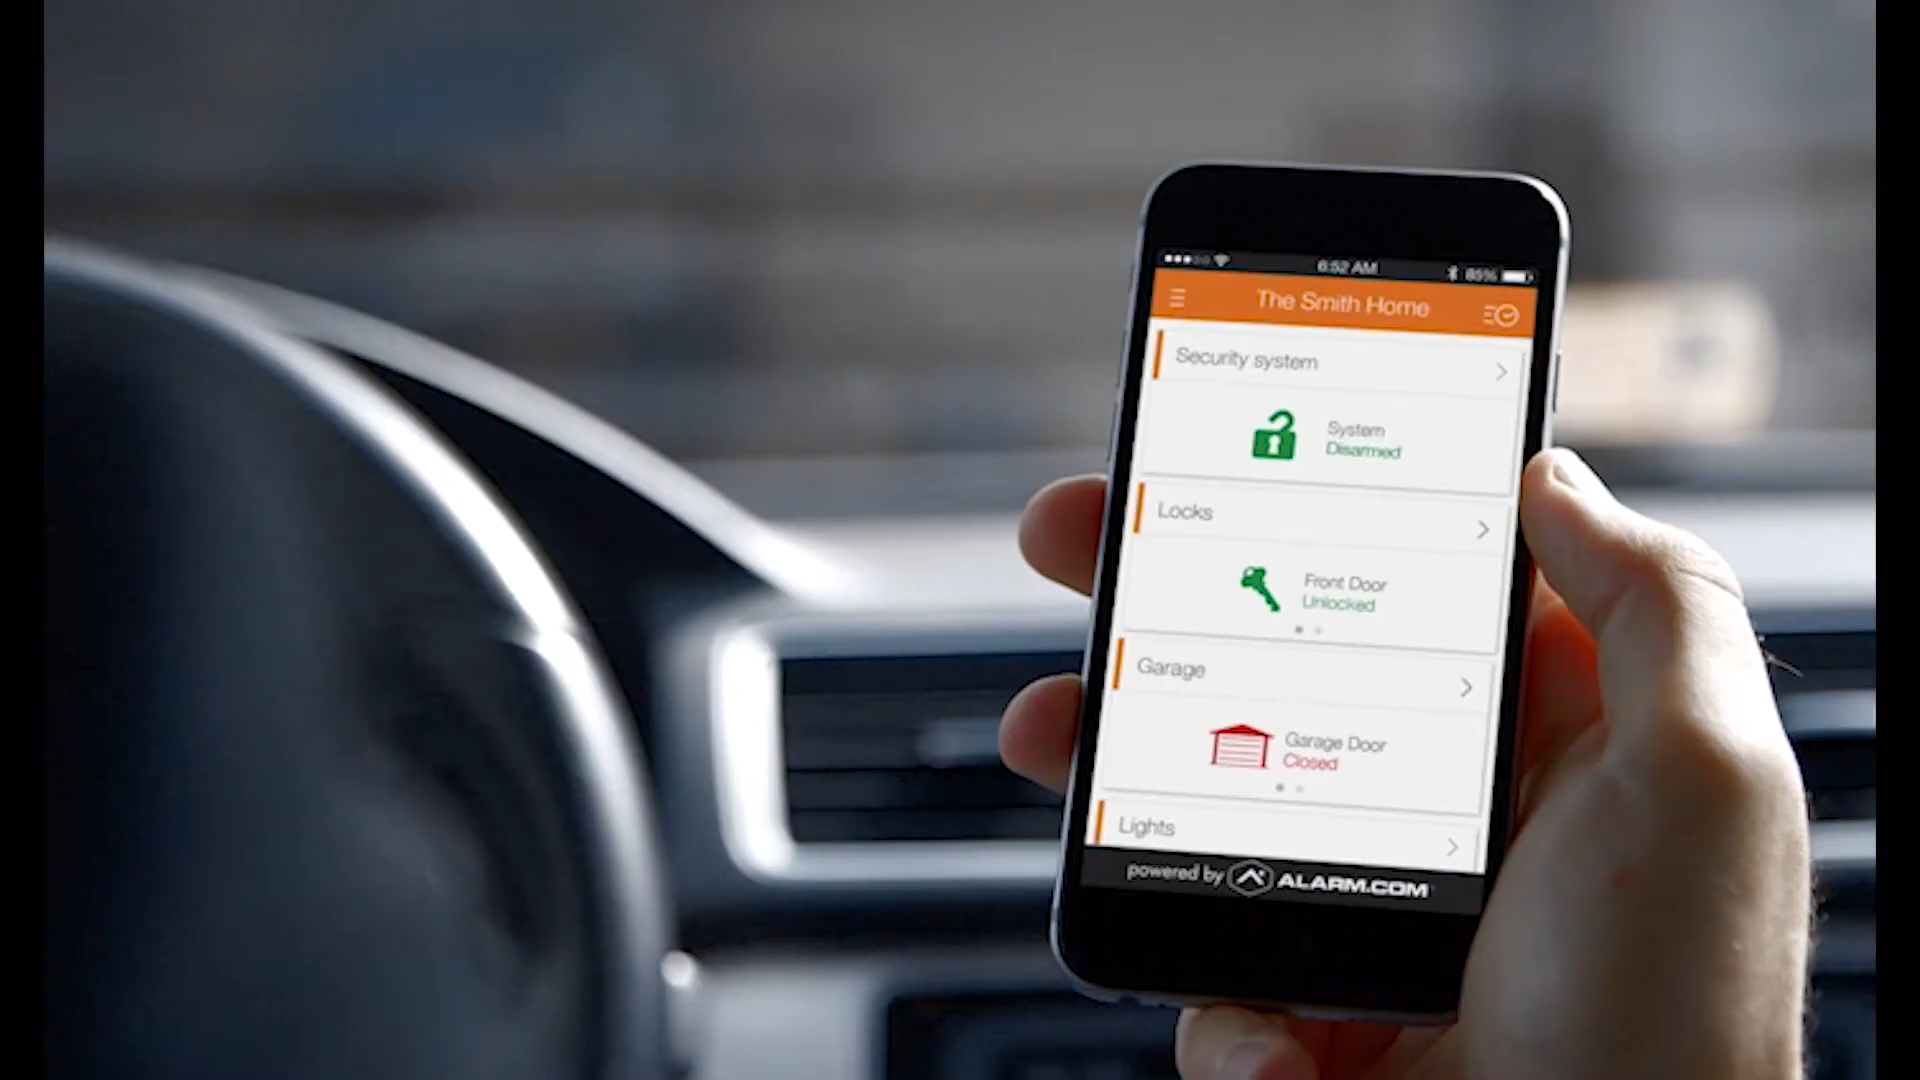 6:52 AM
85%
The Smith Home
Security system
System
Disarmed
Locks
Front Door
Unlocked
Garage
Garage Door
Closed
Lights
powered by ALARM.COM